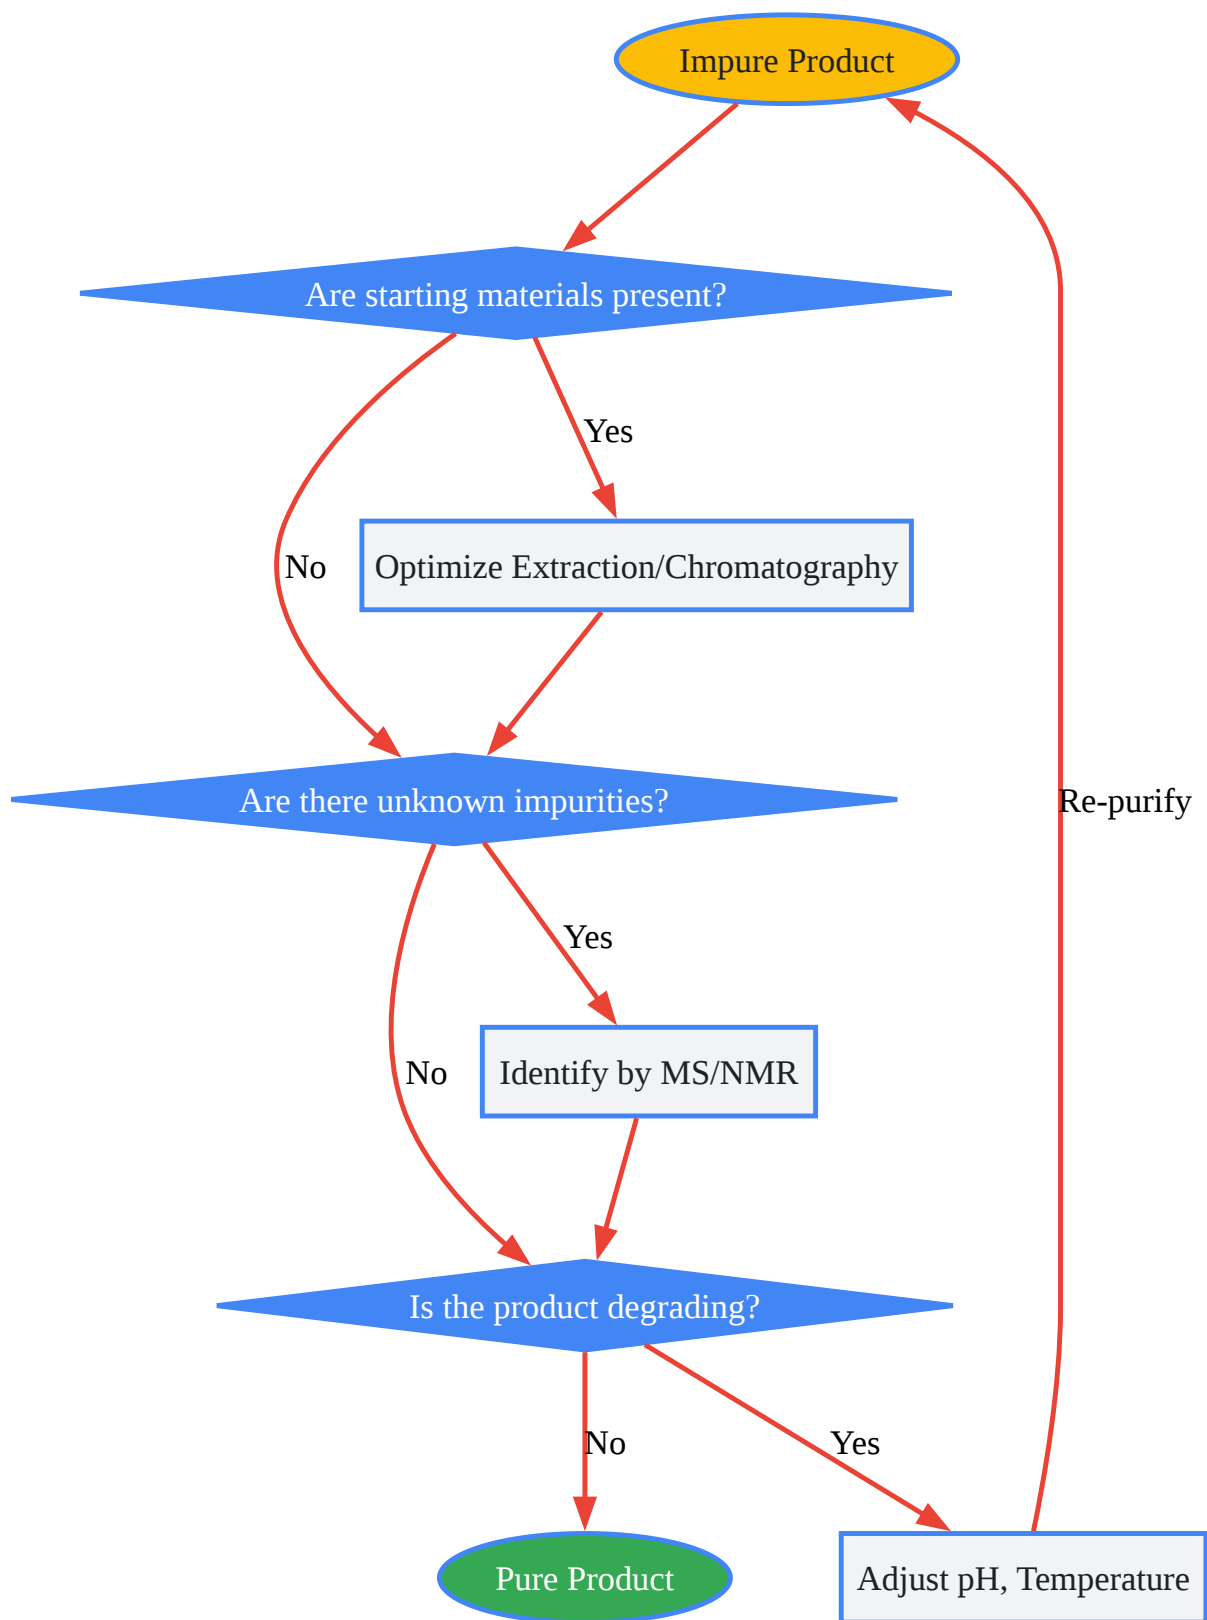 Impure Product
Are starting materials present?
Yes
No
Optimize Extraction/Chromatography
Are there unknown impurities?
Re-purify
Yes
No
Identify by MS/NMR
Is the product degrading?
No
Yes
Pure Product
Adjust pH, Temperature